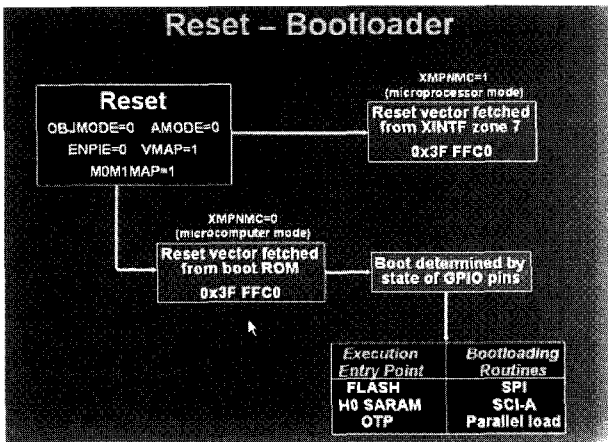 Reset – Bootloader
XMPNMC=1
(microprocessor mode)
Reset
OBJMODE=0 AMODE=0
ENPIE=0 VMAP=1
M0M1MAP=1
Reset vector fetched
from XINTF zone 7
0x3F FFC0
XMPNMC=0
(microcomputer mode)
Reset vector fetched
from boot ROM
0x3F FFC0
Boot determined by
state of GPIO pins
Execution Bootloading
Entry Point Routines
FLASH SPI
H0 SARAM SCI-A
OTP Parallel load